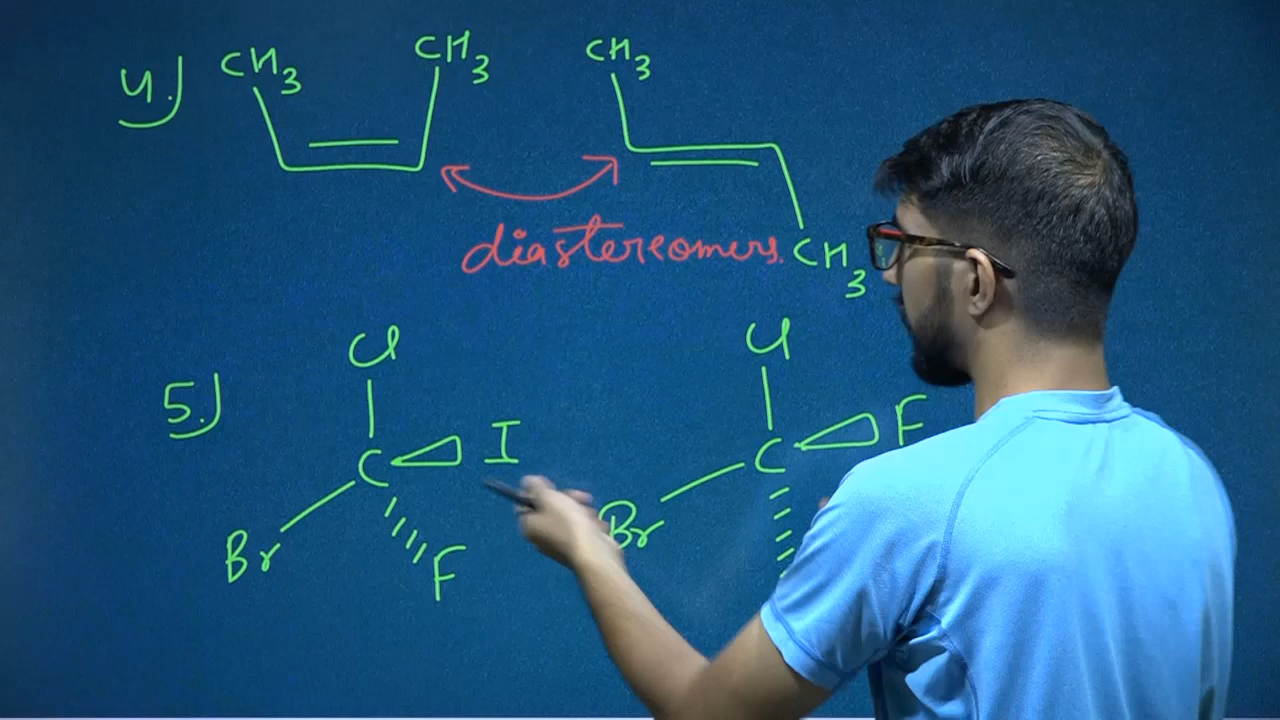 4.) CH3 CH3 CH3
diastereomers. CH3
Cl Cl
5.) C I C F
Br F Br